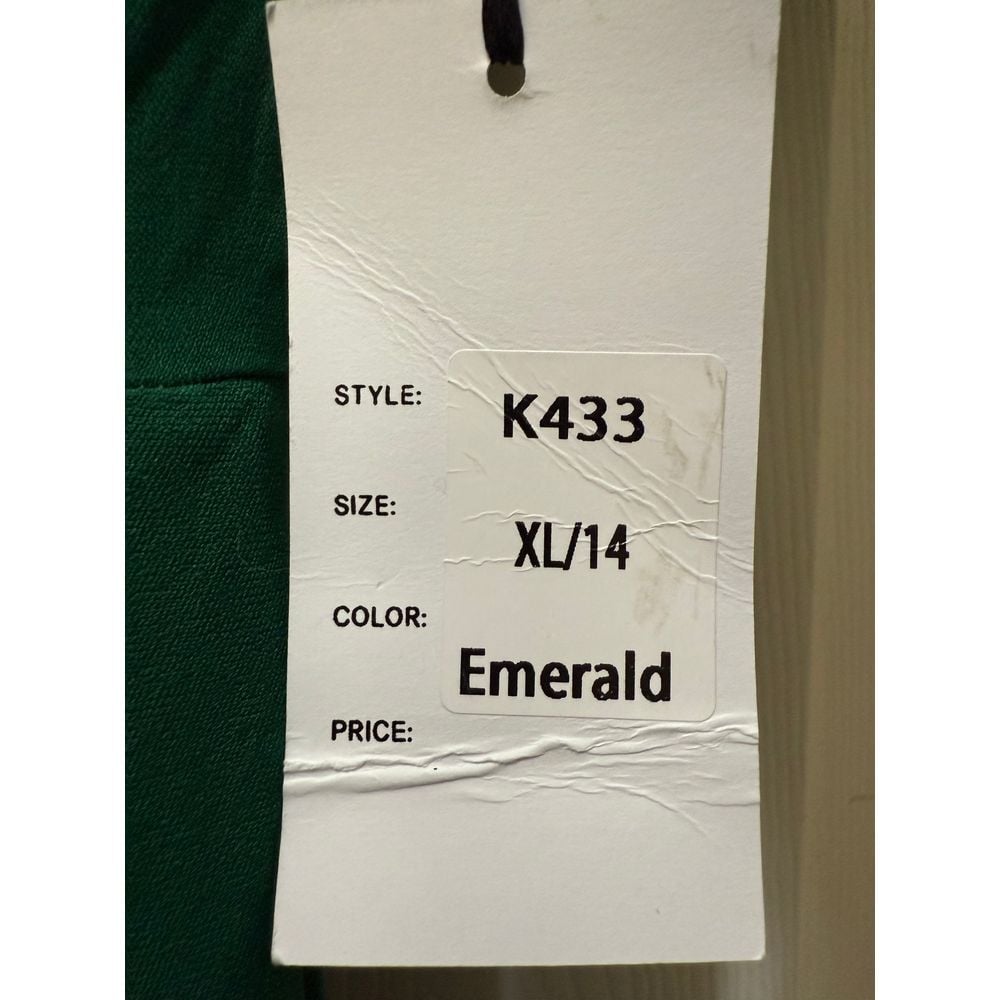 STYLE: K433
SIZE: XL/14
COLOR: Emerald
PRICE: